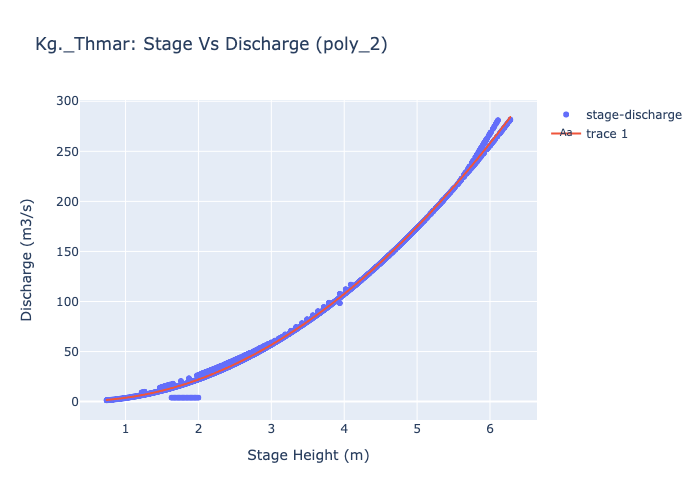 Kg._Thmar: Stage Vs Discharge (poly_2)
300
250
200
150
100
50
0
Discharge (m3/s)
1 2 3 4 5 6
Stage Height (m)
stage-discharge
Aa trace 1